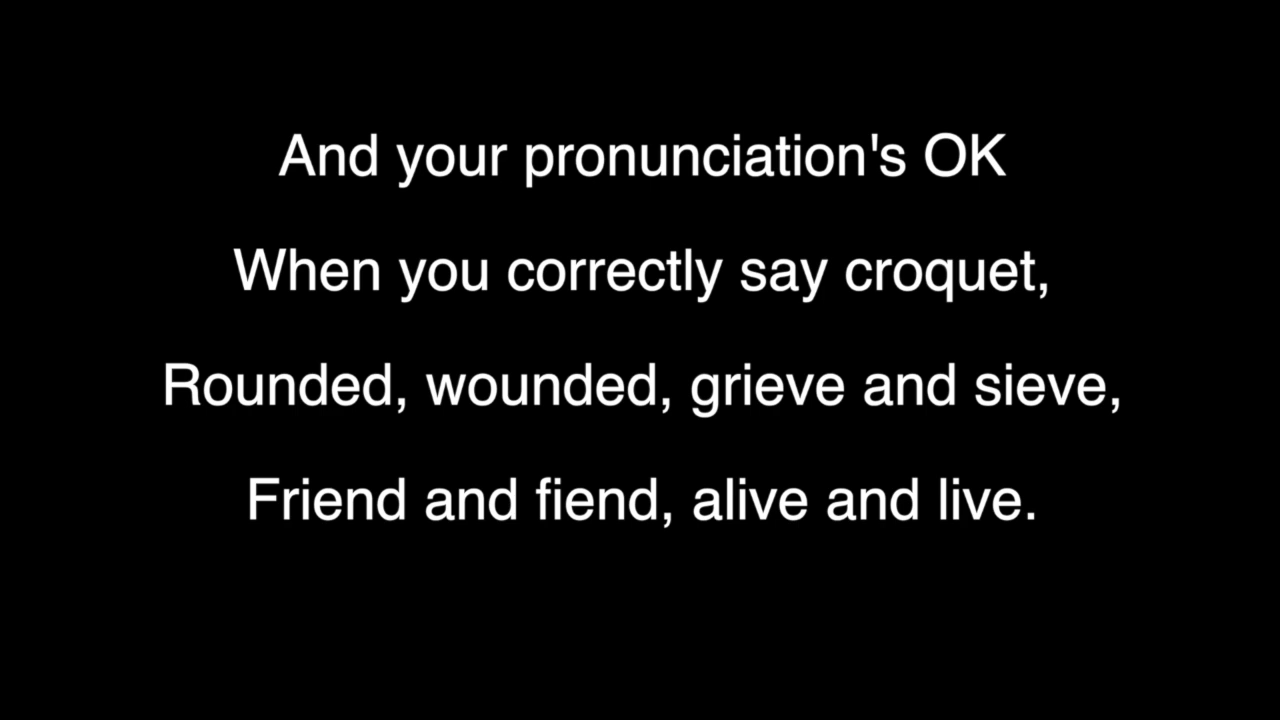 And your pronunciation's OK
When you correctly say croquet,
Rounded, wounded, grieve and sieve,
Friend and fiend, alive and live.